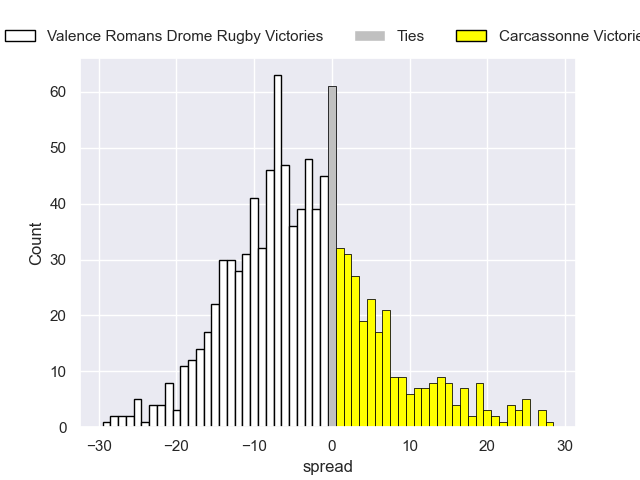 Valence Romans Drome Rugby Victories Ties Carcassonne Victorie
60
50
40
30
20
10
0
Count
−30 −20 −10 0 10 20 30
spread